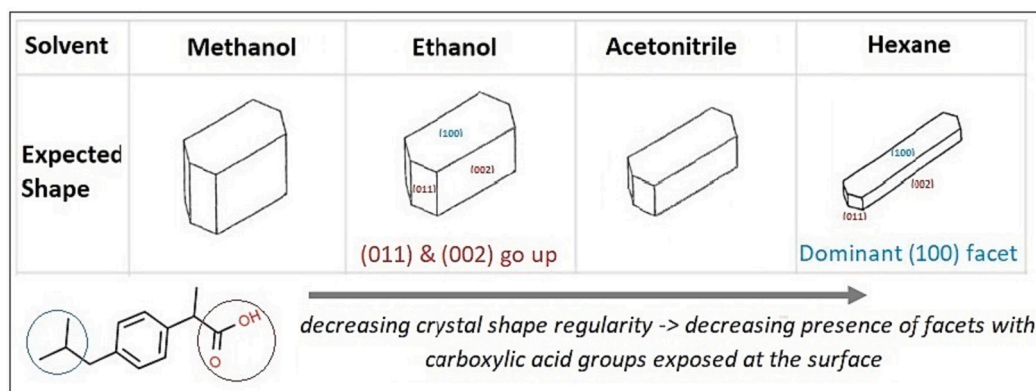 Solvent
Methanol
Ethanol
Acetonitrile
Hexane
Expected
Shape
(100)
(002)
(011)
(100)
(002)
(011)
(011) & (002) go up
Dominant (100) facet
OH
O
decreasing crystal shape regularity -> decreasing presence of facets with
carboxylic acid groups exposed at the surface